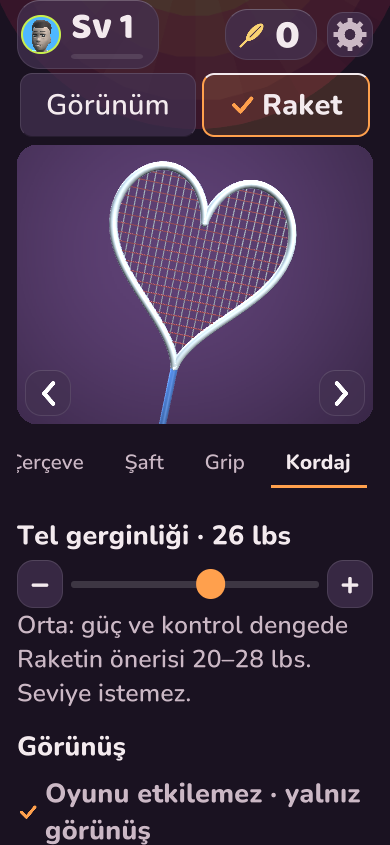 Sv 1
0
Görünüm
Raket
Çerçeve Şaft Grip Kordaj
Tel gerginliği · 26 lbs
Orta: güç ve kontrol dengede
Raketin önerisi 20–28 lbs.
Seviye istemez.
Görünüş
Oyunu etkilemez · yalnız
görünüş